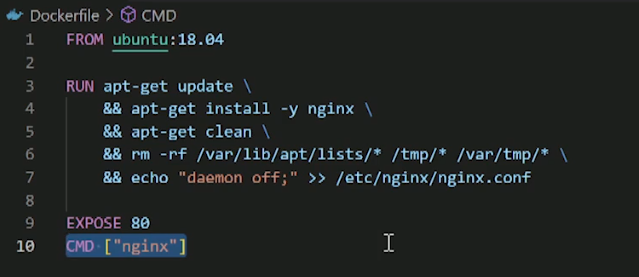 Dockerfile > CMD
1 FROM ubuntu:18.04
2
3 RUN apt-get update \
4 && apt-get install -y nginx \
5 && apt-get clean \
6 && rm -rf /var/lib/apt/lists/* /tmp/* /var/tmp/* \
7 && echo "daemon off;" >> /etc/nginx/nginx.conf
8
9 EXPOSE 80
10 CMD ["nginx"]